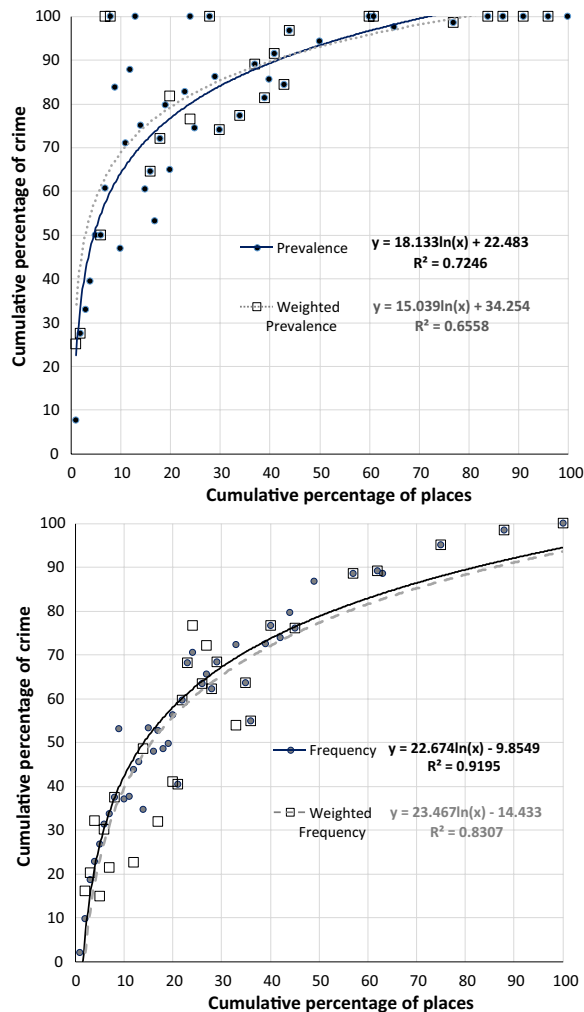 Cumulative percentage of crime
100
90
80
70
60
50
40
30
20
10
0
Prevalence
y = 18.133ln(x) + 22.483
R² = 0.7246
Weighted
Prevalence
y = 15.039ln(x) + 34.254
R² = 0.6558
0 10 20 30 40 50 60 70 80 90 100
Cumulative percentage of places
Cumulative percentage of crime
100
90
80
70
60
50
40
30
20
10
0
Frequency
y = 22.674ln(x) - 9.8549
R² = 0.9195
Weighted
Frequency
y = 23.467ln(x) - 14.433
R² = 0.8307
0 10 20 30 40 50 60 70 80 90 100
Cumulative percentage of places